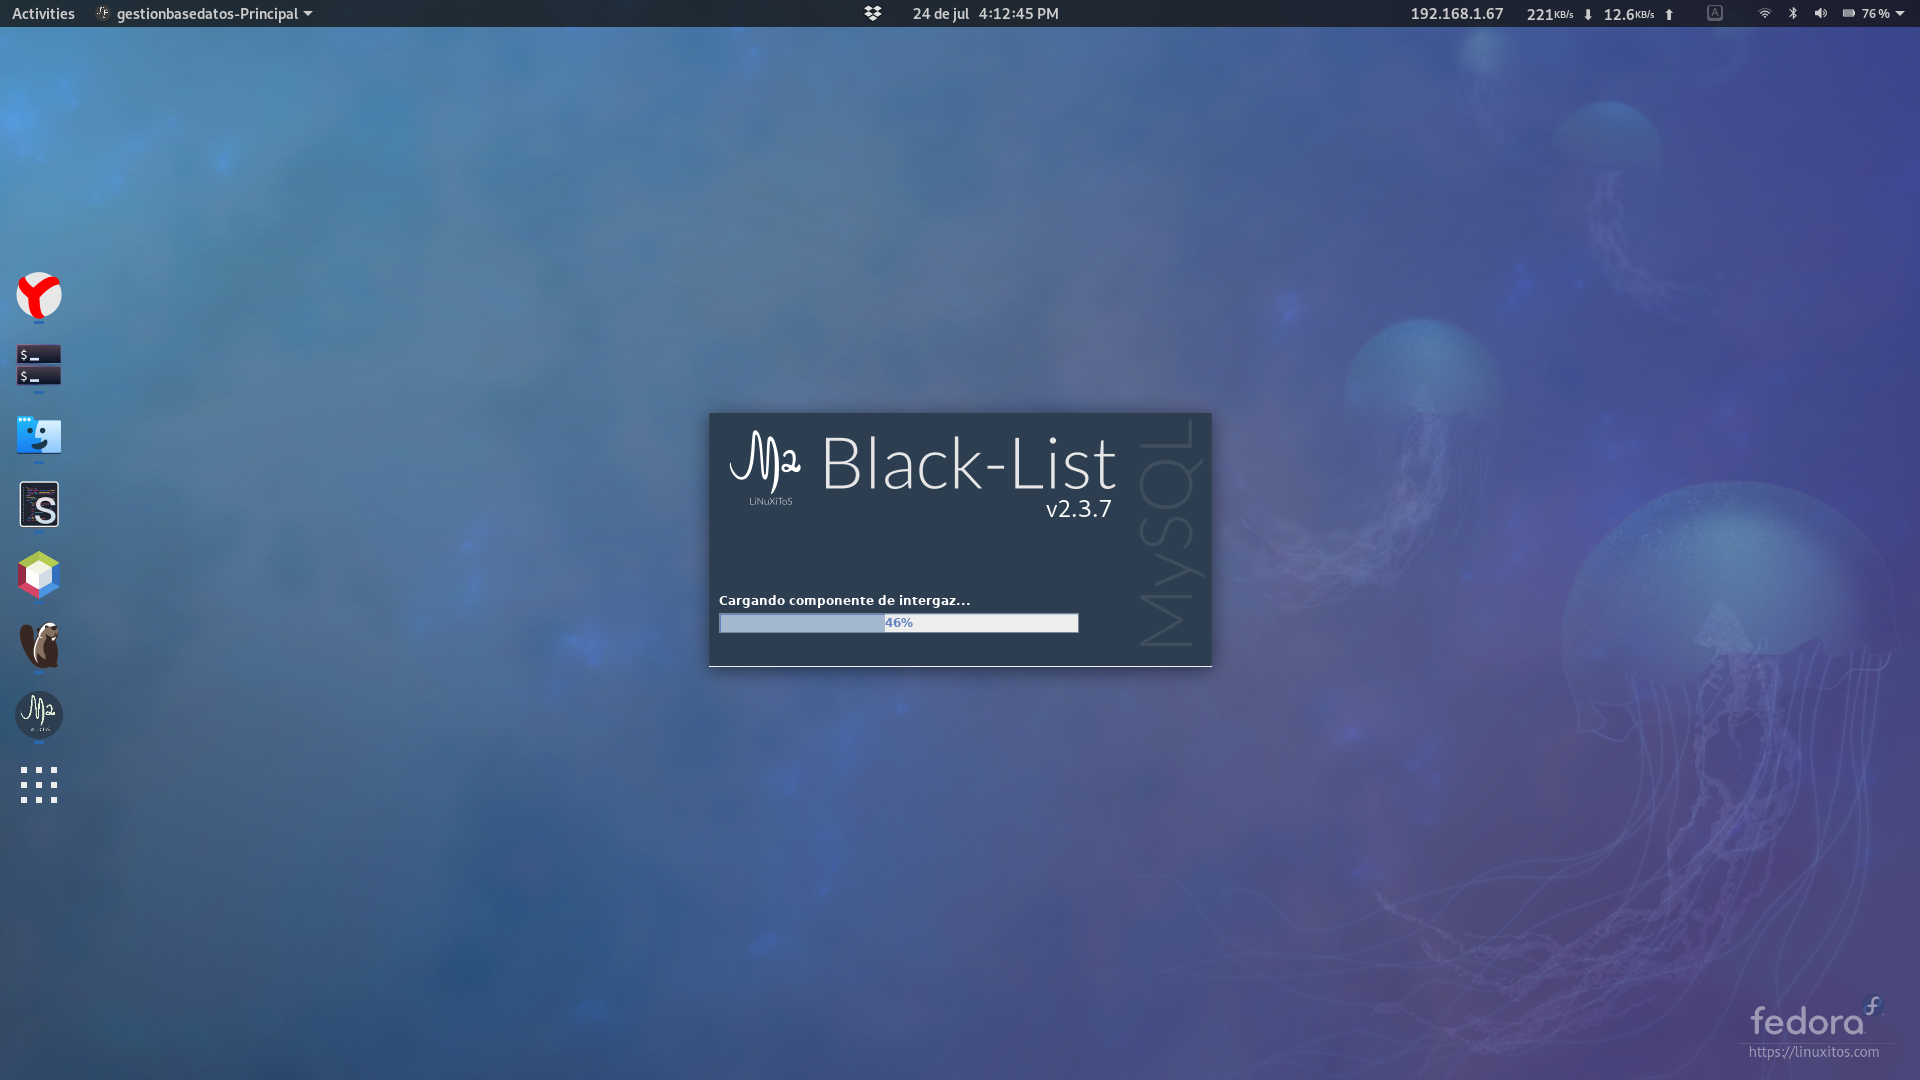 Activities
gestionbasedatos-Principal
24 de jul 4:12:45 PM
192.168.1.67
221KB/s
12.6KB/s
A
76 %
$
$
S
LiNuXiToS
Black-List
v2.3.7
MySQL
Cargando componente de intergaz...
46%
fedora
https://linuxitos.com